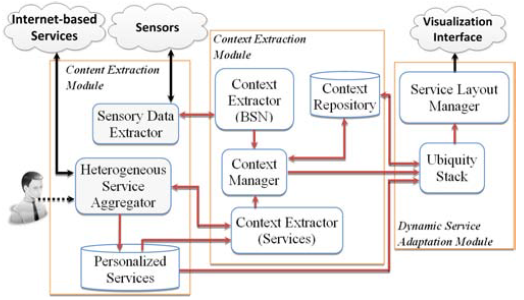 Internet-based
Services
Sensors
Visualization
Interface
Content Extraction
Module
Sensory Data
Extractor
Heterogeneous
Service
Aggregator
Personalized
Services
Context Extraction
Module
Context
Extractor
(BSN)
Context
Repository
Context
Manager
Context Extractor
(Services)
Service Layout
Manager
Ubiquity
Stack
Dynamic Service
Adaptation Module